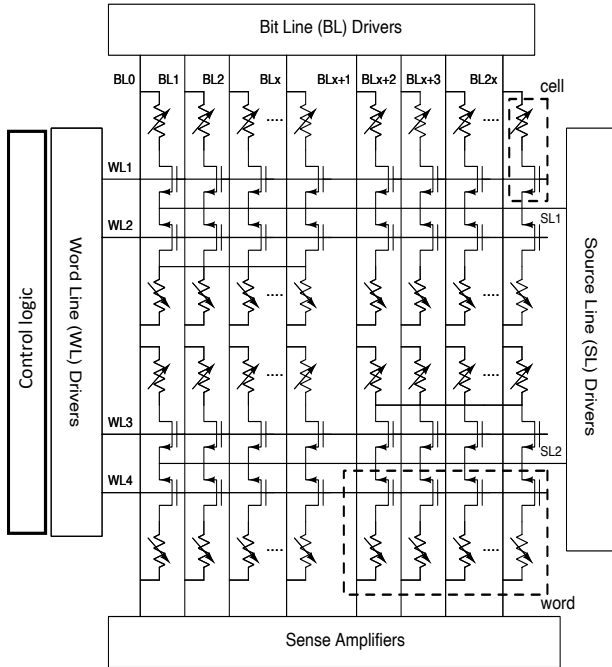 Bit Line (BL) Drivers
BL0 BL1 BL2 BLx BLx+1 BLx+2 BLx+3 BL2x
cell
WL1
SL1
WL2
Control logic
Word Line (WL) Drivers
Source Line (SL) Drivers
WL3
SL2
WL4
word
Sense Amplifiers